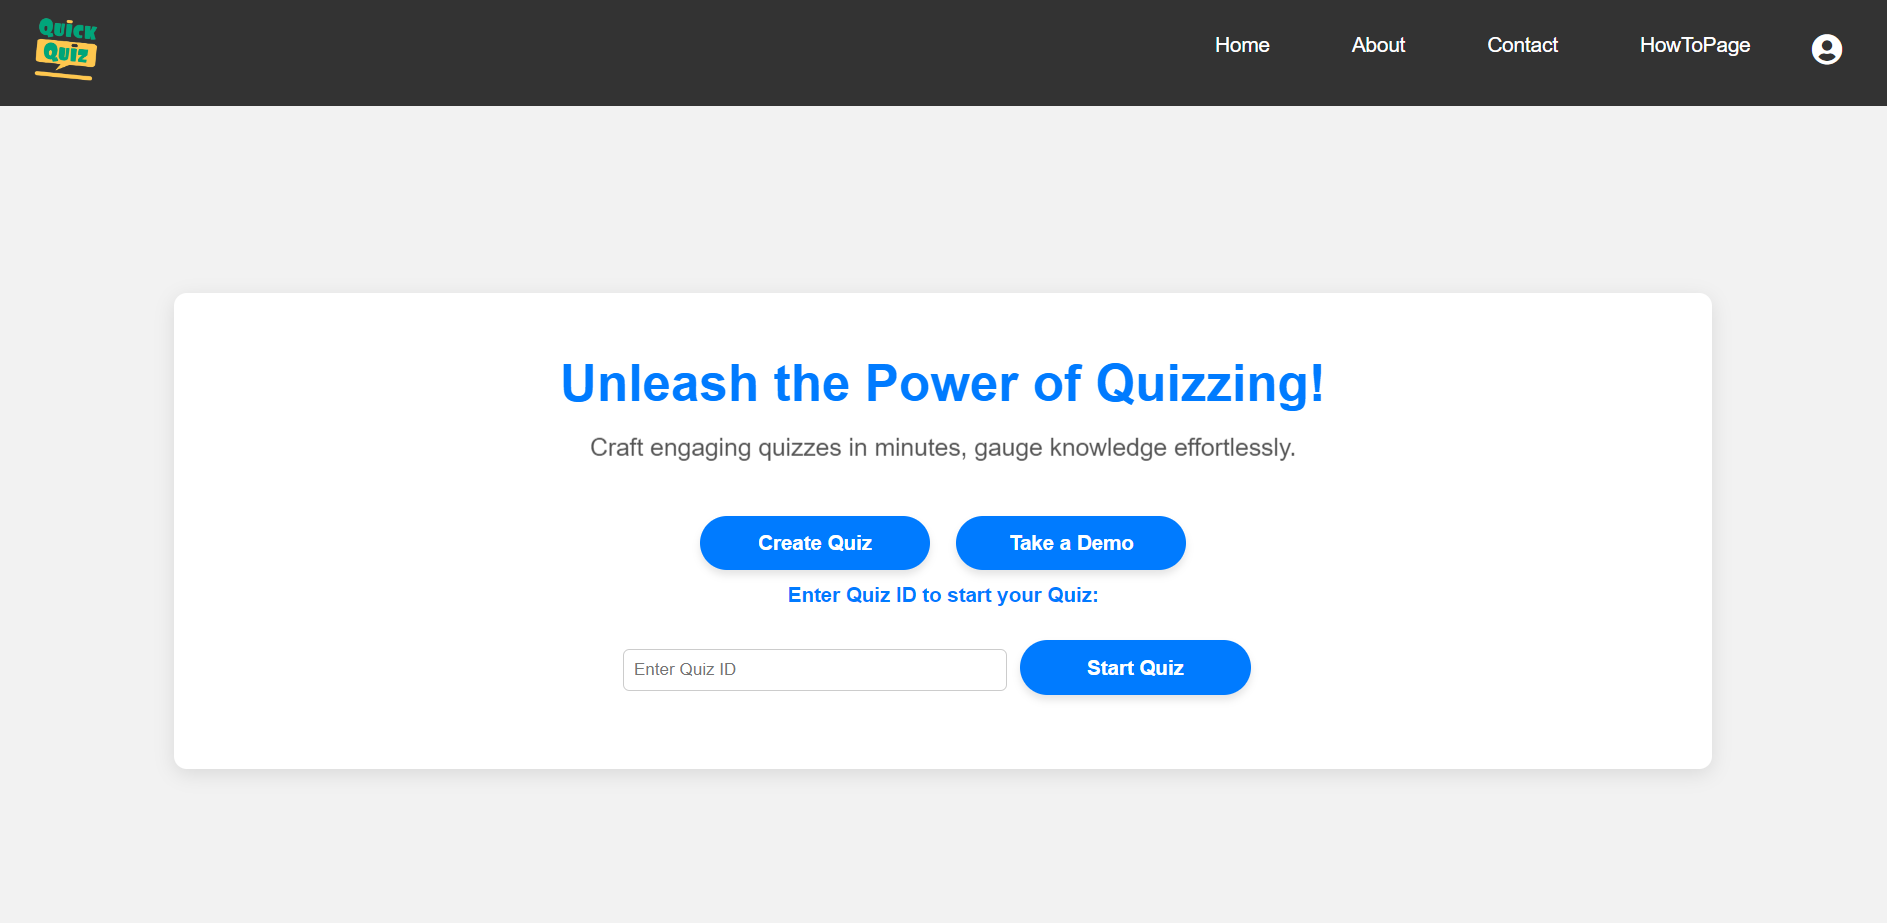 QUICK
QUIZ
Home About Contact HowToPage
Unleash the Power of Quizzing!
Craft engaging quizzes in minutes, gauge knowledge effortlessly.
Create Quiz Take a Demo
Enter Quiz ID to start your Quiz:
Enter Quiz ID Start Quiz